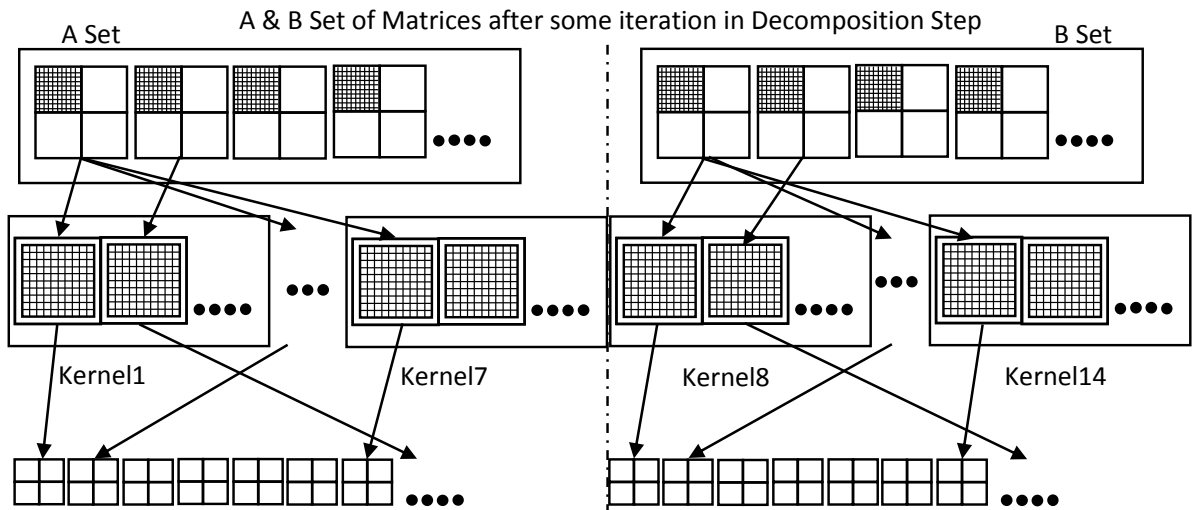 A & B Set of Matrices after some iteration in Decomposition Step
A Set
B Set
Kernel1
Kernel7
Kernel8
Kernel14